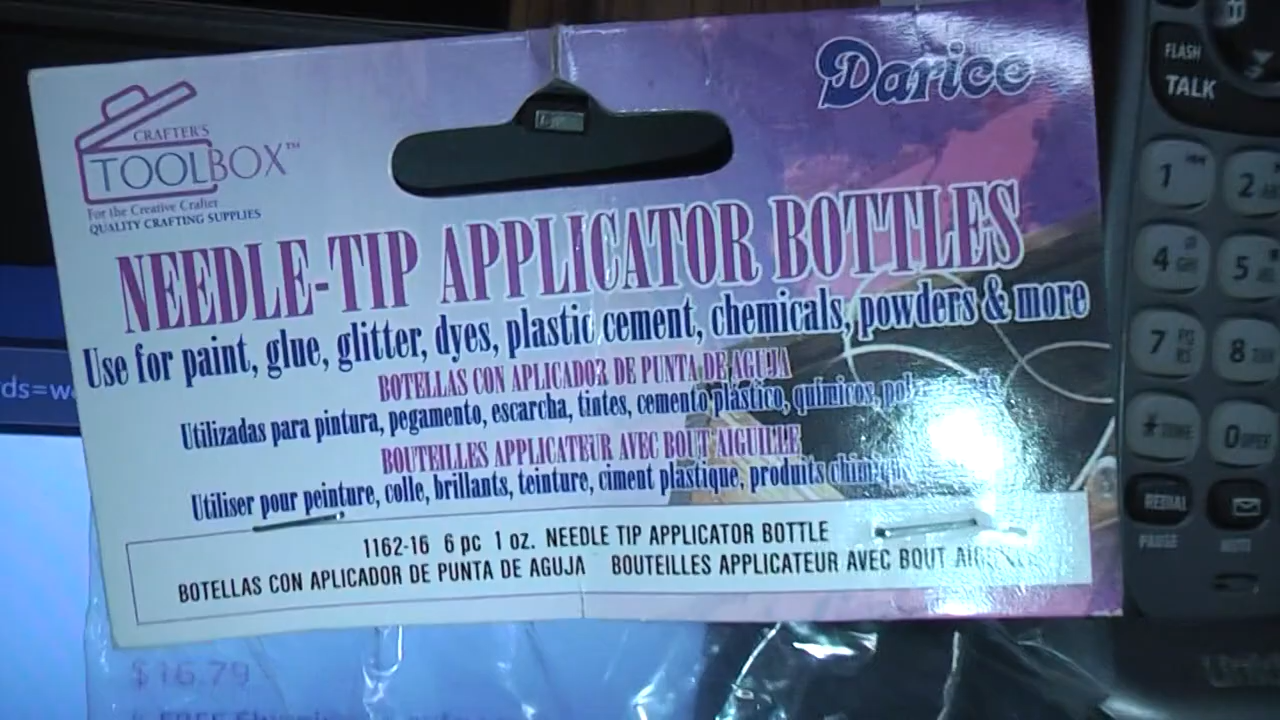 Darice
CRAFTER'S
TOOLBOX™
For the Creative Crafter
QUALITY CRAFTING SUPPLIES
NEEDLE-TIP APPLICATOR BOTTLES
Use for paint, glue, glitter, dyes, plastic cement, chemicals, powders & more
BOTELLAS CON APLICADOR DE PUNTA DE AGUJA
Utilizadas para pintura, pegamento, escarcha, tintes, cemento plástico, químicos,
BOUTEILLES APPLICATEUR AVEC BOUT AIGUILLE
Utiliser pour peinture, colle, brillants, teinture, ciment plastique, produits
1162-16 6 pc 1 oz. NEEDLE TIP APPLICATOR BOTTLE
BOTELLAS CON APLICADOR DE PUNTA DE AGUJA BOUTEILLES APPLICATEUR AVEC BOUT
$16.79
FLASH
TALK
1
2
4 GHI
5
7
8
*
0 OPER
REDIAL
PAUSE